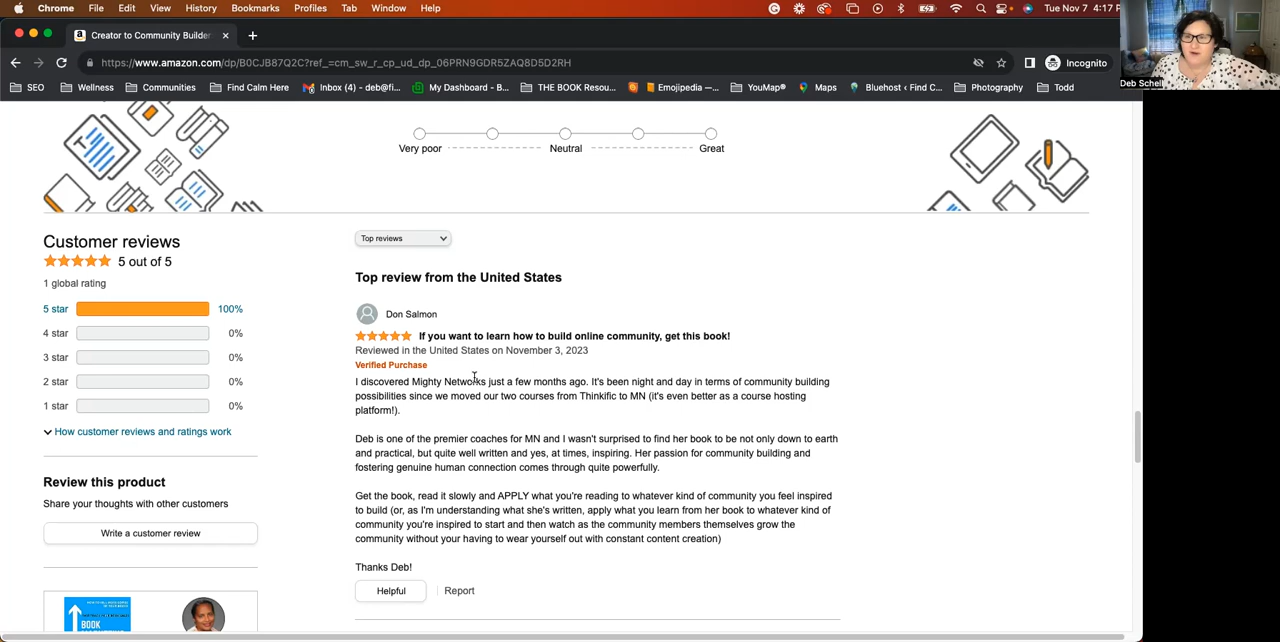 Chrome File Edit View History Bookmarks Profiles Tab Window Help
Tue Nov 7 4:17 P
Creator to Community Builder
https://www.amazon.com/dp/B0CJB87Q2C?ref_=cm_sw_r_cp_ud_dp_06PRN9GDR5ZAQ8D5D2RH
Incognito
Deb Schell
SEO Wellness Communities Find Calm Here Inbox (4) - deb@fi... My Dashboard - B... THE BOOK Resou... Emojipedia —... YouMap® Maps Bluehost ‹ Find C... Photography Todd
Very poor Neutral Great
Customer reviews
5 out of 5
1 global rating
5 star 100%
4 star 0%
3 star 0%
2 star 0%
1 star 0%
How customer reviews and ratings work
Review this product
Share your thoughts with other customers
Write a customer review
BOOK
Top reviews
Top review from the United States
Don Salmon
If you want to learn how to build online community, get this book!
Reviewed in the United States on November 3, 2023
Verified Purchase
I discovered Mighty Networks just a few months ago. It's been night and day in terms of community building
possibilities since we moved our two courses from Thinkific to MN (it's even better as a course hosting
platform!).
Deb is one of the premier coaches for MN and I wasn't surprised to find her book to be not only down to earth
and practical, but quite well written and yes, at times, inspiring. Her passion for community building and
fostering genuine human connection comes through quite powerfully.
Get the book, read it slowly and APPLY what you're reading to whatever kind of community you feel inspired
to build (or, as I'm understanding what she's written, apply what you learn from her book to whatever kind of
community you're inspired to start and then watch as the community members themselves grow the
community without your having to wear yourself out with constant content creation)
Thanks Deb!
Helpful
Report